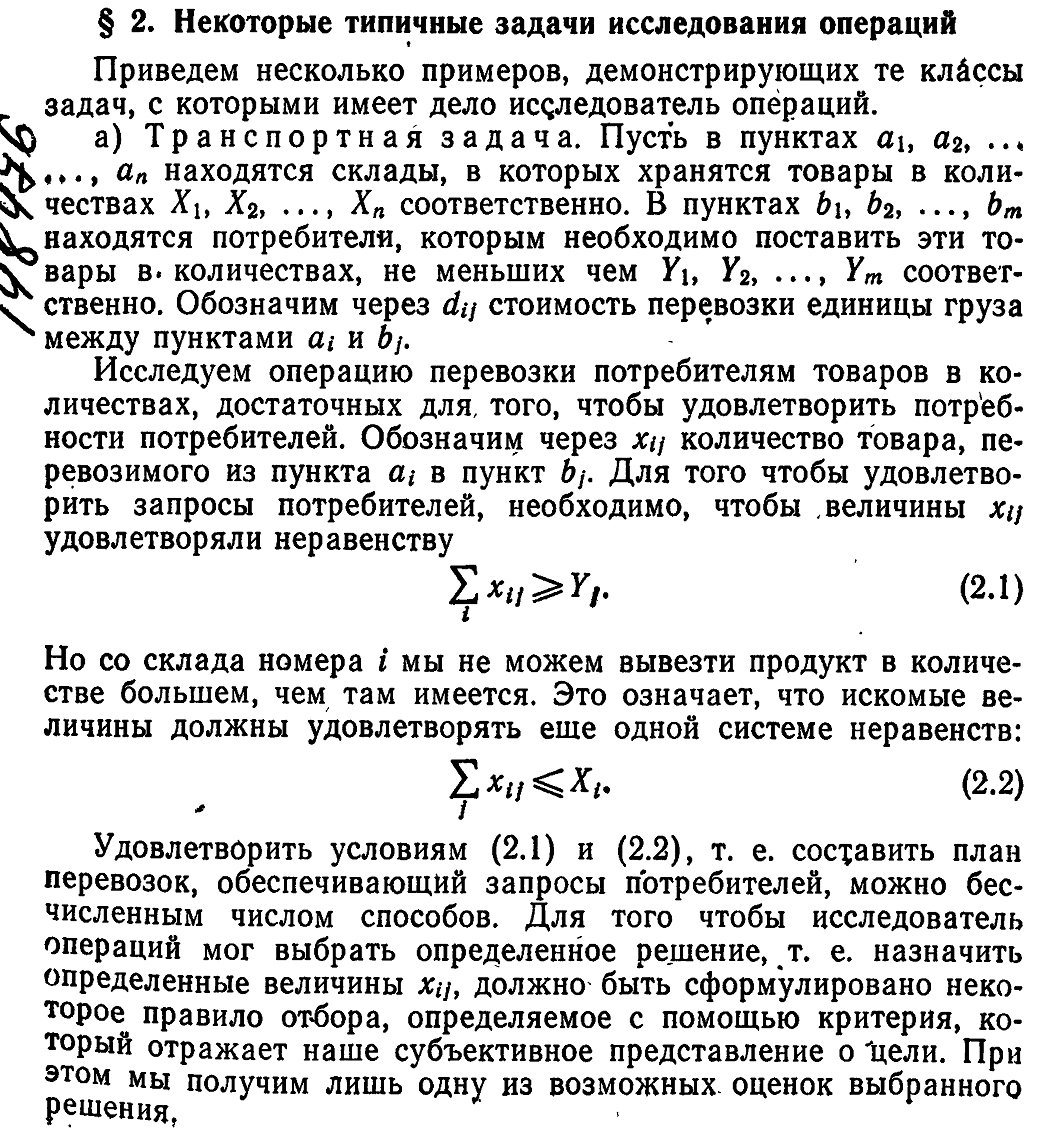 § 2. Некоторые типичные задачи исследования операций
Приведем несколько примеров, демонстрирующих те классы
задач, с которыми имеет дело исследователь операций.
а) Транспортная задача. Пусть в пунктах a₁, a₂, ...
..., aₙ находятся склады, в которых хранятся товары в коли-
чествах X₁, X₂, ..., Xₙ соответственно. В пунктах b₁, b₂, ..., bₘ
находятся потребители, которым необходимо поставить эти то-
вары в количествах, не меньших чем Y₁, Y₂, ..., Yₘ соответ-
ственно. Обозначим через dᵢⱼ стоимость перевозки единицы груза
между пунктами aᵢ и bⱼ.
Исследуем операцию перевозки потребителям товаров в ко-
личествах, достаточных для того, чтобы удовлетворить потреб-
ности потребителей. Обозначим через xᵢⱼ количество товара, пе-
ревозимого из пункта aᵢ в пункт bⱼ. Для того чтобы удовлетво-
рить запросы потребителей, необходимо, чтобы величины xᵢⱼ
удовлетворяли неравенству
∑ᵢ xᵢⱼ ⩾ Yⱼ. (2.1)
Но со склада номера i мы не можем вывезти продукт в количе-
стве большем, чем там имеется. Это означает, что искомые ве-
личины должны удовлетворять еще одной системе неравенств:
∑ⱼ xᵢⱼ ⩽ Xᵢ. (2.2)
Удовлетворить условиям (2.1) и (2.2), т. е. составить план
перевозок, обеспечивающий запросы потребителей, можно бес-
численным числом способов. Для того чтобы исследователь
операций мог выбрать определенное решение, т. е. назначить
определенные величины xᵢⱼ, должно быть сформулировано неко-
торое правило отбора, определяемое с помощью критерия, ко-
торый отражает наше субъективное представление о цели. При
этом мы получим лишь одну из возможных оценок выбранного
решения.